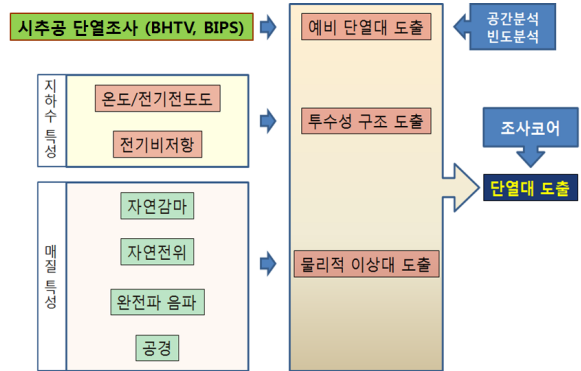 시추공 단열조사 (BHTV, BIPS)
예비 단열대 도출
공간분석
빈도분석
지하수 특성
온도/전기전도도
전기비저항
투수성 구조 도출
조사코어
단열대 도출
매질 특성
자연감마
자연전위
완전파 음파
공경
물리적 이상대 도출